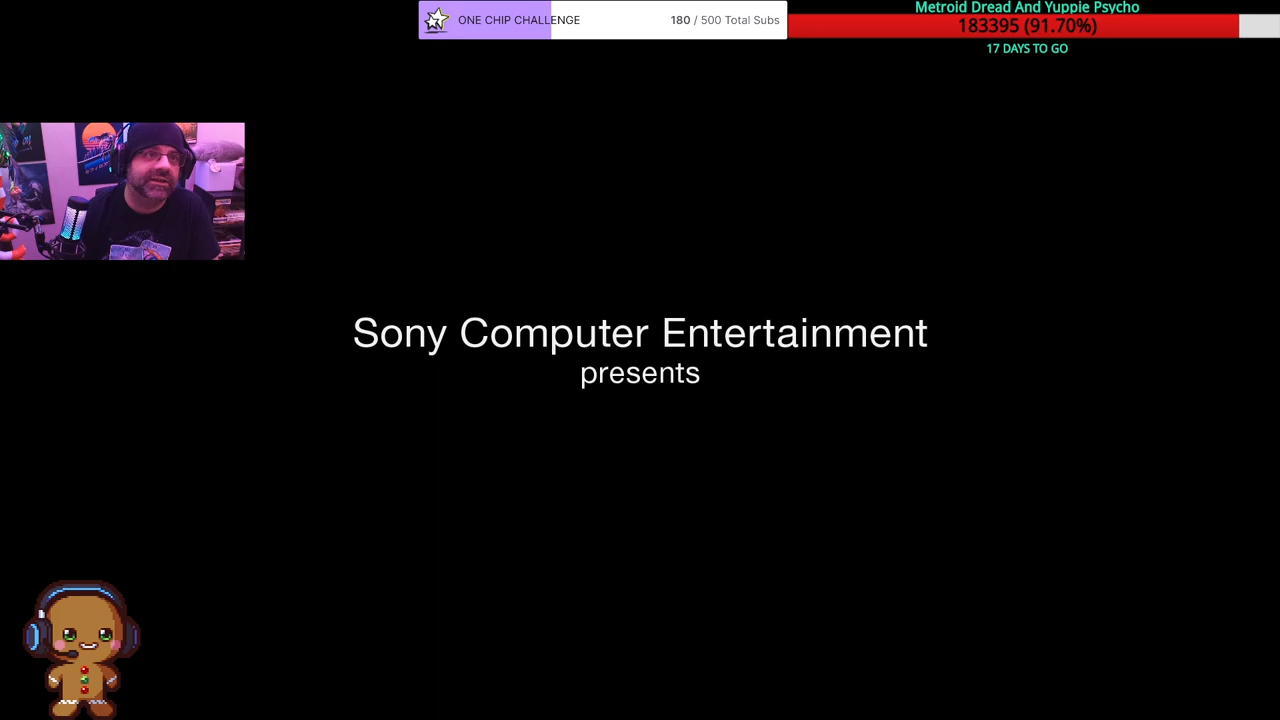 ONE CHIP CHALLENGE
180 / 500 Total Subs
Metroid Dread And Yuppie Psycho
183395 (91.70%)
17 DAYS TO GO
Sony Computer Entertainment
presents